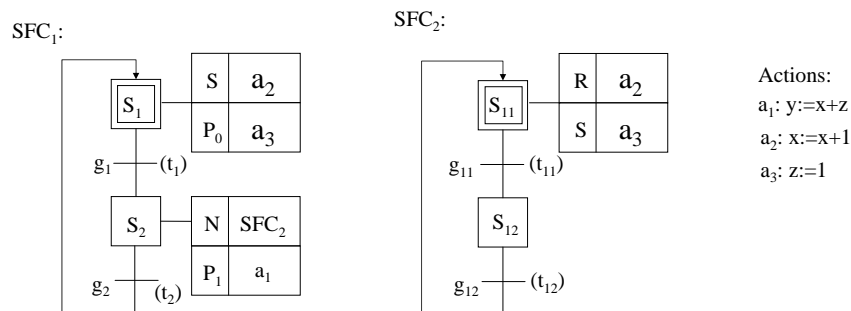 SFC₁:
S₁
S a₂
P₀ a₃
g₁ (t₁)
S₂
N SFC₂
P₁ a₁
g₂ (t₂)
SFC₂:
S₁₁
R a₂
S a₃
g₁₁ (t₁₁)
S₁₂
g₁₂ (t₁₂)
Actions:
a₁: y:=x+z
a₂: x:=x+1
a₃: z:=1